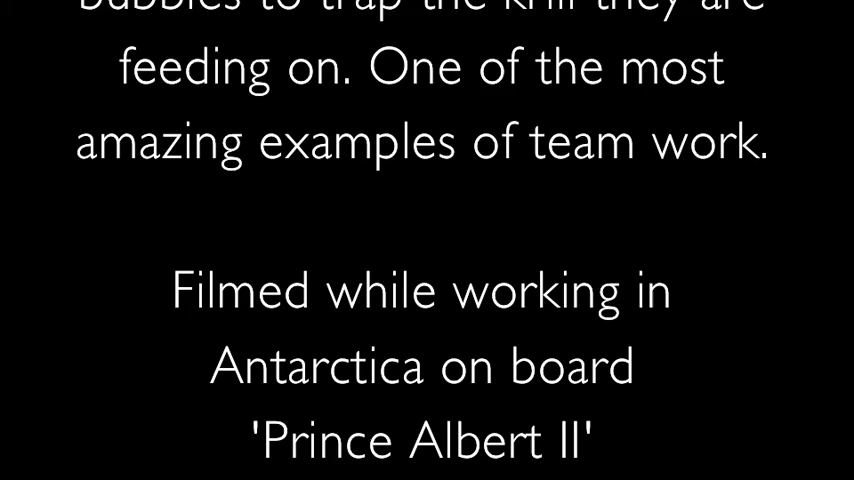 bubbles to trap the krill they are
feeding on. One of the most
amazing examples of team work.
Filmed while working in
Antarctica on board
'Prince Albert II'